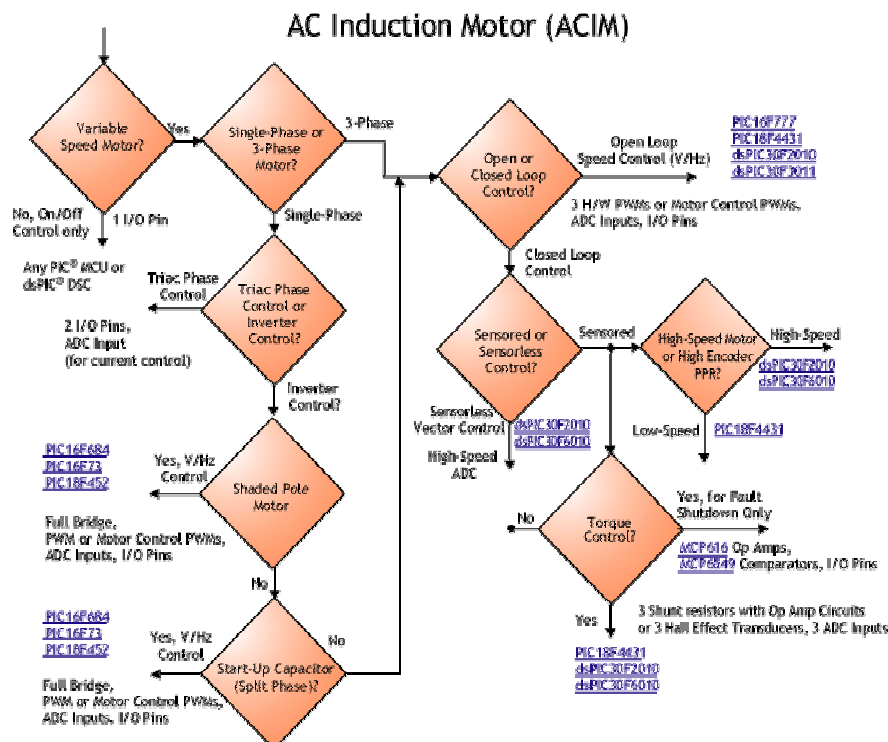 AC Induction Motor (ACIM)
Variable
Speed Motor?
Yes
Single-Phase or
3-Phase
Motor?
3-Phase
No, On/Off
Control only
1 I/O Pin
Any PIC® MCU or
dsPIC® DSC
Single-Phase
Triac Phase
Control
Triac Phase
Control or
Inverter
Control?
2 I/O Pins,
ADC Input
(for current control)
Inverter
Control?
PIC16F684
PIC16F73
PIC18F452
Yes, V/Hz
Control
Shaded Pole
Motor
Full Bridge,
PWM or Motor Control PWMs,
ADC Inputs, I/O Pins
No
PIC16F684
PIC16F73
PIC18F452
Yes, V/Hz
Control
No
Start-Up Capacitor
(Split Phase)?
Full Bridge,
PWM or Motor Control PWMs,
ADC Inputs, I/O Pins
Open or
Closed Loop
Control?
Open Loop
Speed Control (V/Hz)
PIC16F777
PIC18F4431
dsPIC30F2010
dsPIC30F3011
3 H/W PWMs or Motor Control PWMs,
ADC Inputs, I/O Pins
Closed Loop
Control
Sensored or
Sensorless
Control?
Sensored
High-Speed Motor
or High Encoder
PPR?
High-Speed
dsPIC30F2010
dsPIC30F6010
Sensorless
Vector Control
dsPIC30F2010
dsPIC30F6010
High-Speed
ADC
Low-Speed
PIC18F4431
No
Torque
Control?
Yes, for Fault
Shutdown Only
MCP616 Op Amps,
MCP6549 Comparators, I/O Pins
Yes
3 Shunt resistors with Op Amp Circuits
or 3 Hall Effect Transducers, 3 ADC Inputs
PIC18F4431
dsPIC30F2010
dsPIC30F6010